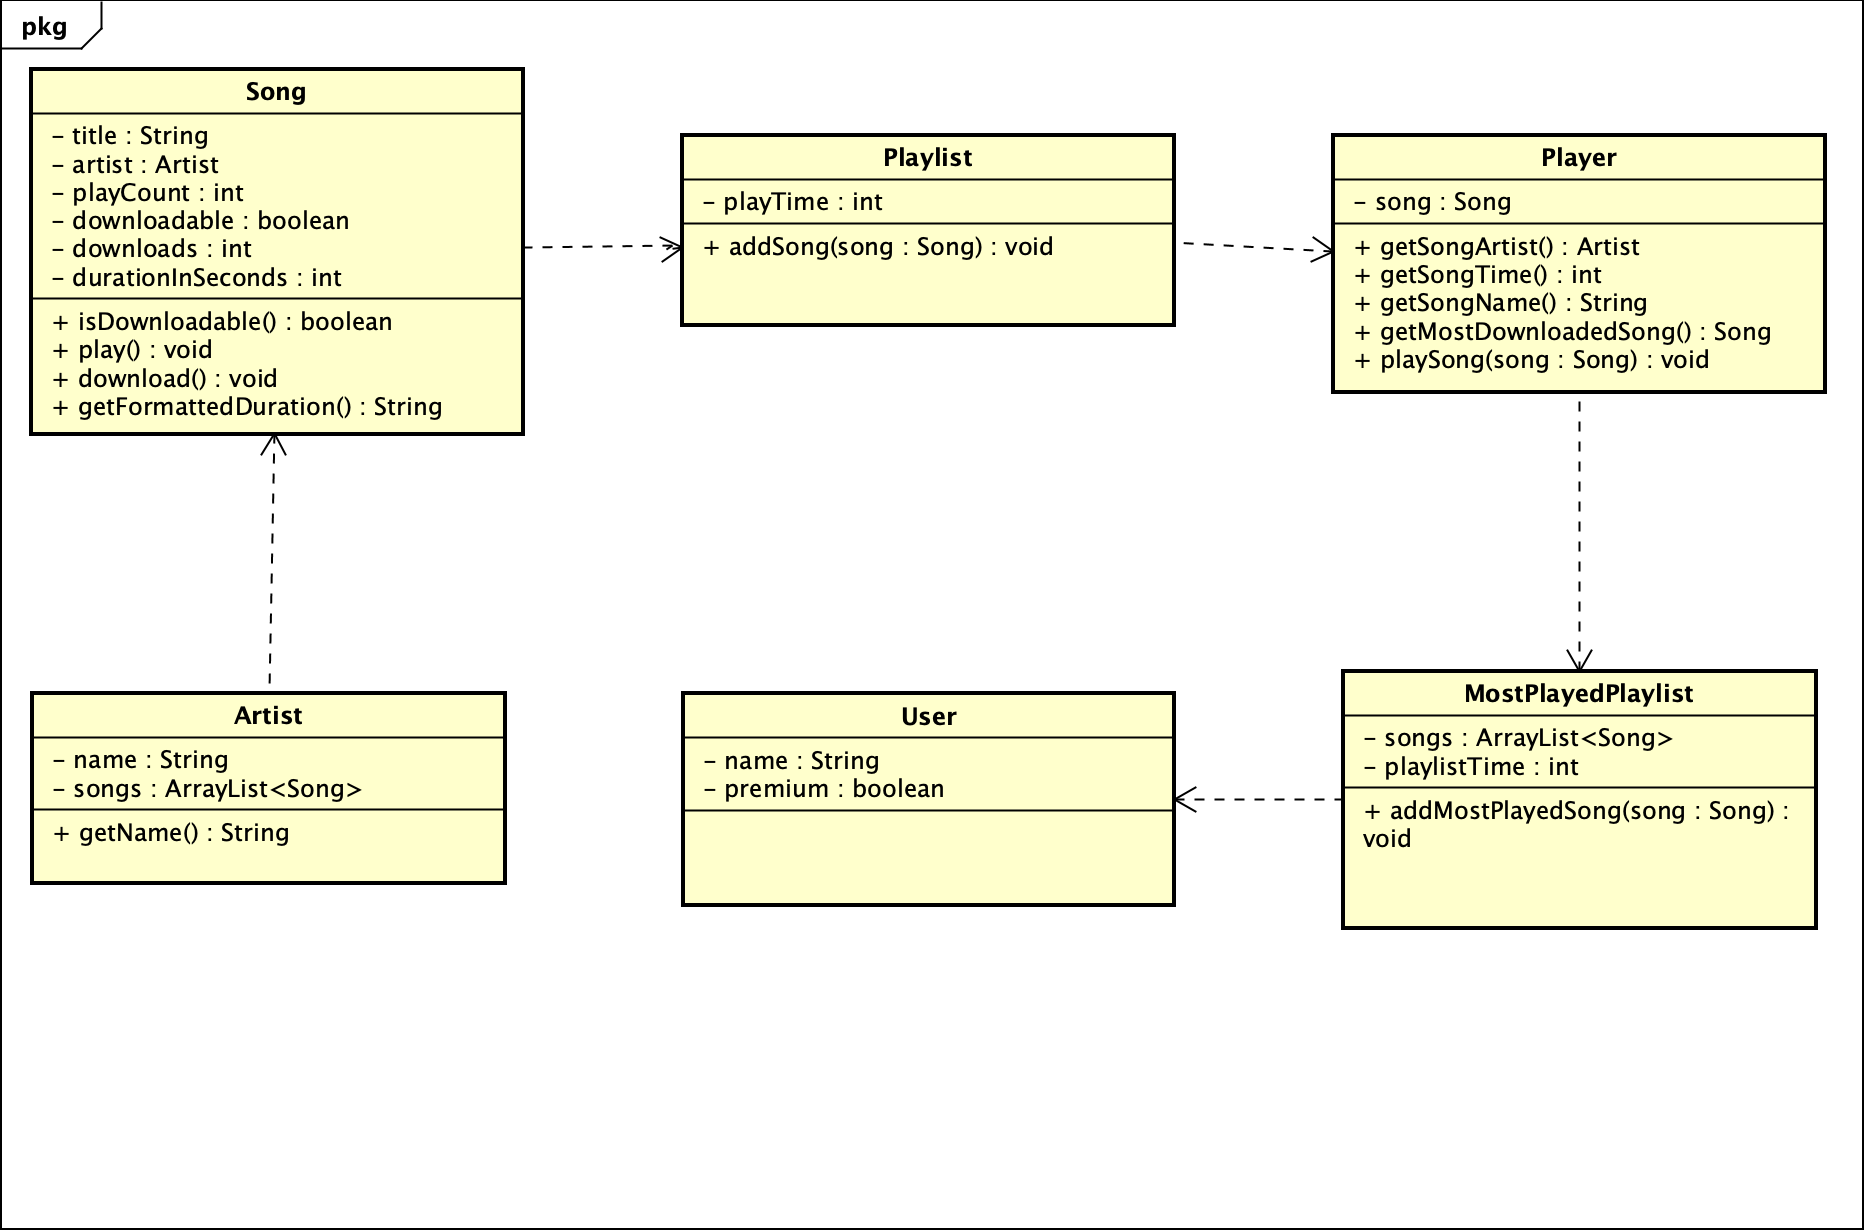 pkg
Song
– title : String
– artist : Artist
– playCount : int
– downloadable : boolean
– downloads : int
– durationInSeconds : int
+ isDownloadable() : boolean
+ play() : void
+ download() : void
+ getFormattedDuration() : String
Playlist
– playTime : int
+ addSong(song : Song) : void
Player
– song : Song
+ getSongArtist() : Artist
+ getSongTime() : int
+ getSongName() : String
+ getMostDownloadedSong() : Song
+ playSong(song : Song) : void
Artist
– name : String
– songs : ArrayList<Song>
+ getName() : String
User
– name : String
– premium : boolean
MostPlayedPlaylist
– songs : ArrayList<Song>
– playlistTime : int
+ addMostPlayedSong(song : Song) :
void